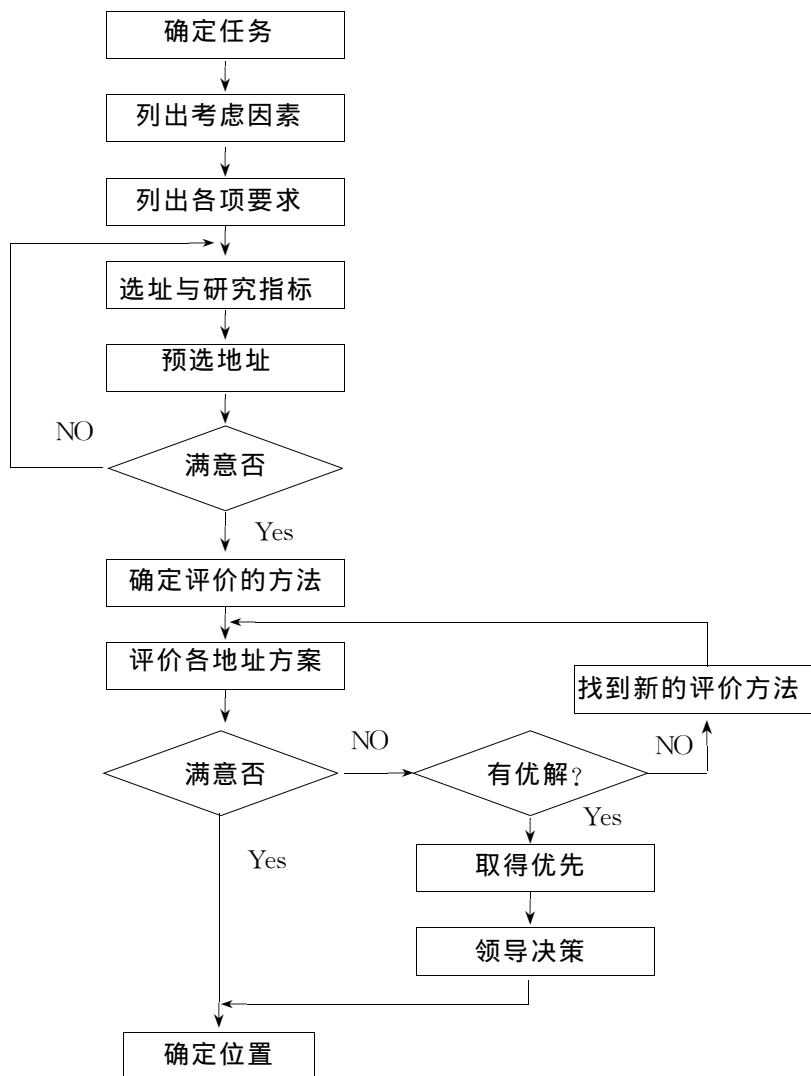 确定任务
列出考虑因素
列出各项要求
选址与研究指标
预选地址
NO
满意否
Yes
确定评价的方法
评价各地址方案
找到新的评价方法
NO
NO
满意否
有优解?
Yes
Yes
取得优先
领导决策
确定位置